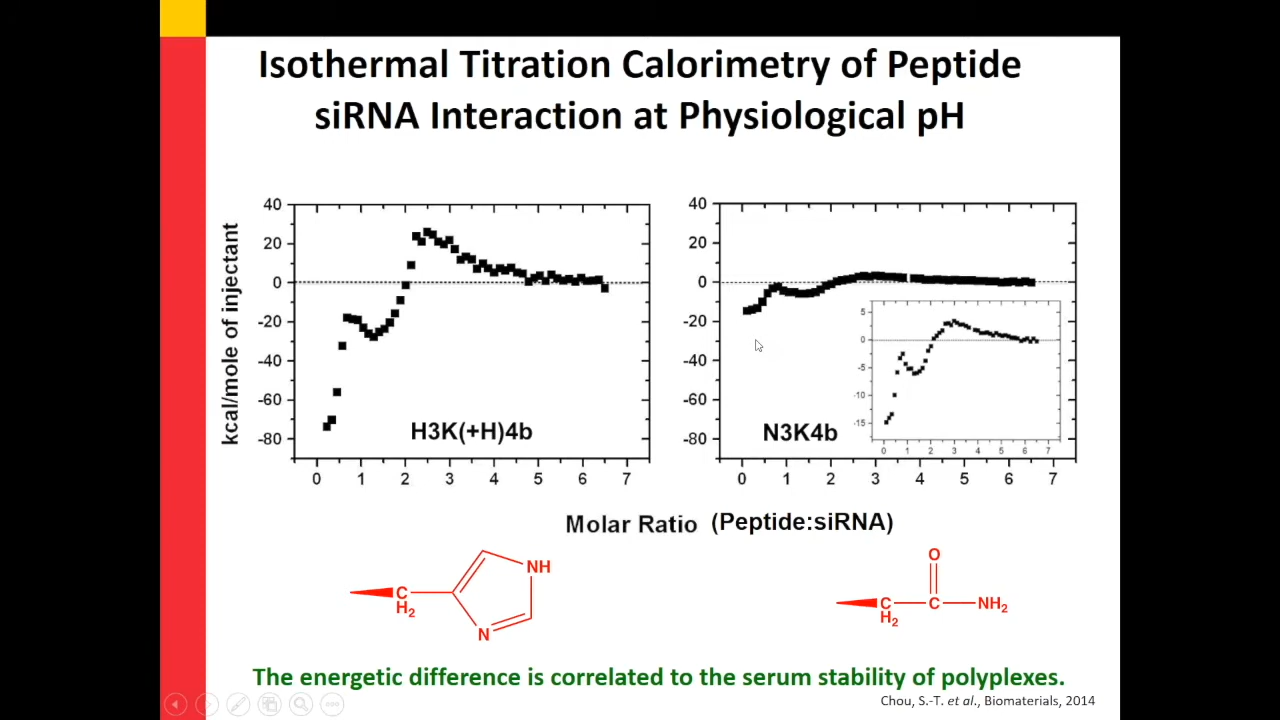 Isothermal Titration Calorimetry of Peptide
siRNA Interaction at Physiological pH
kcal/mole of injectant
40
20
0
-20
-40
-60
-80
H3K(+H)4b
0 1 2 3 4 5 6 7
40
20
0
-20
-40
-60
-80
N3K4b
0 1 2 3 4 5 6 7
5
0
-5
-10
-15
0 1 2 3 4 5 6 7
Molar Ratio (Peptide:siRNA)
C
H2
NH
N
C
H2
C
O
NH2
The energetic difference is correlated to the serum stability of polyplexes.
Chou, S.-T. et al., Biomaterials, 2014